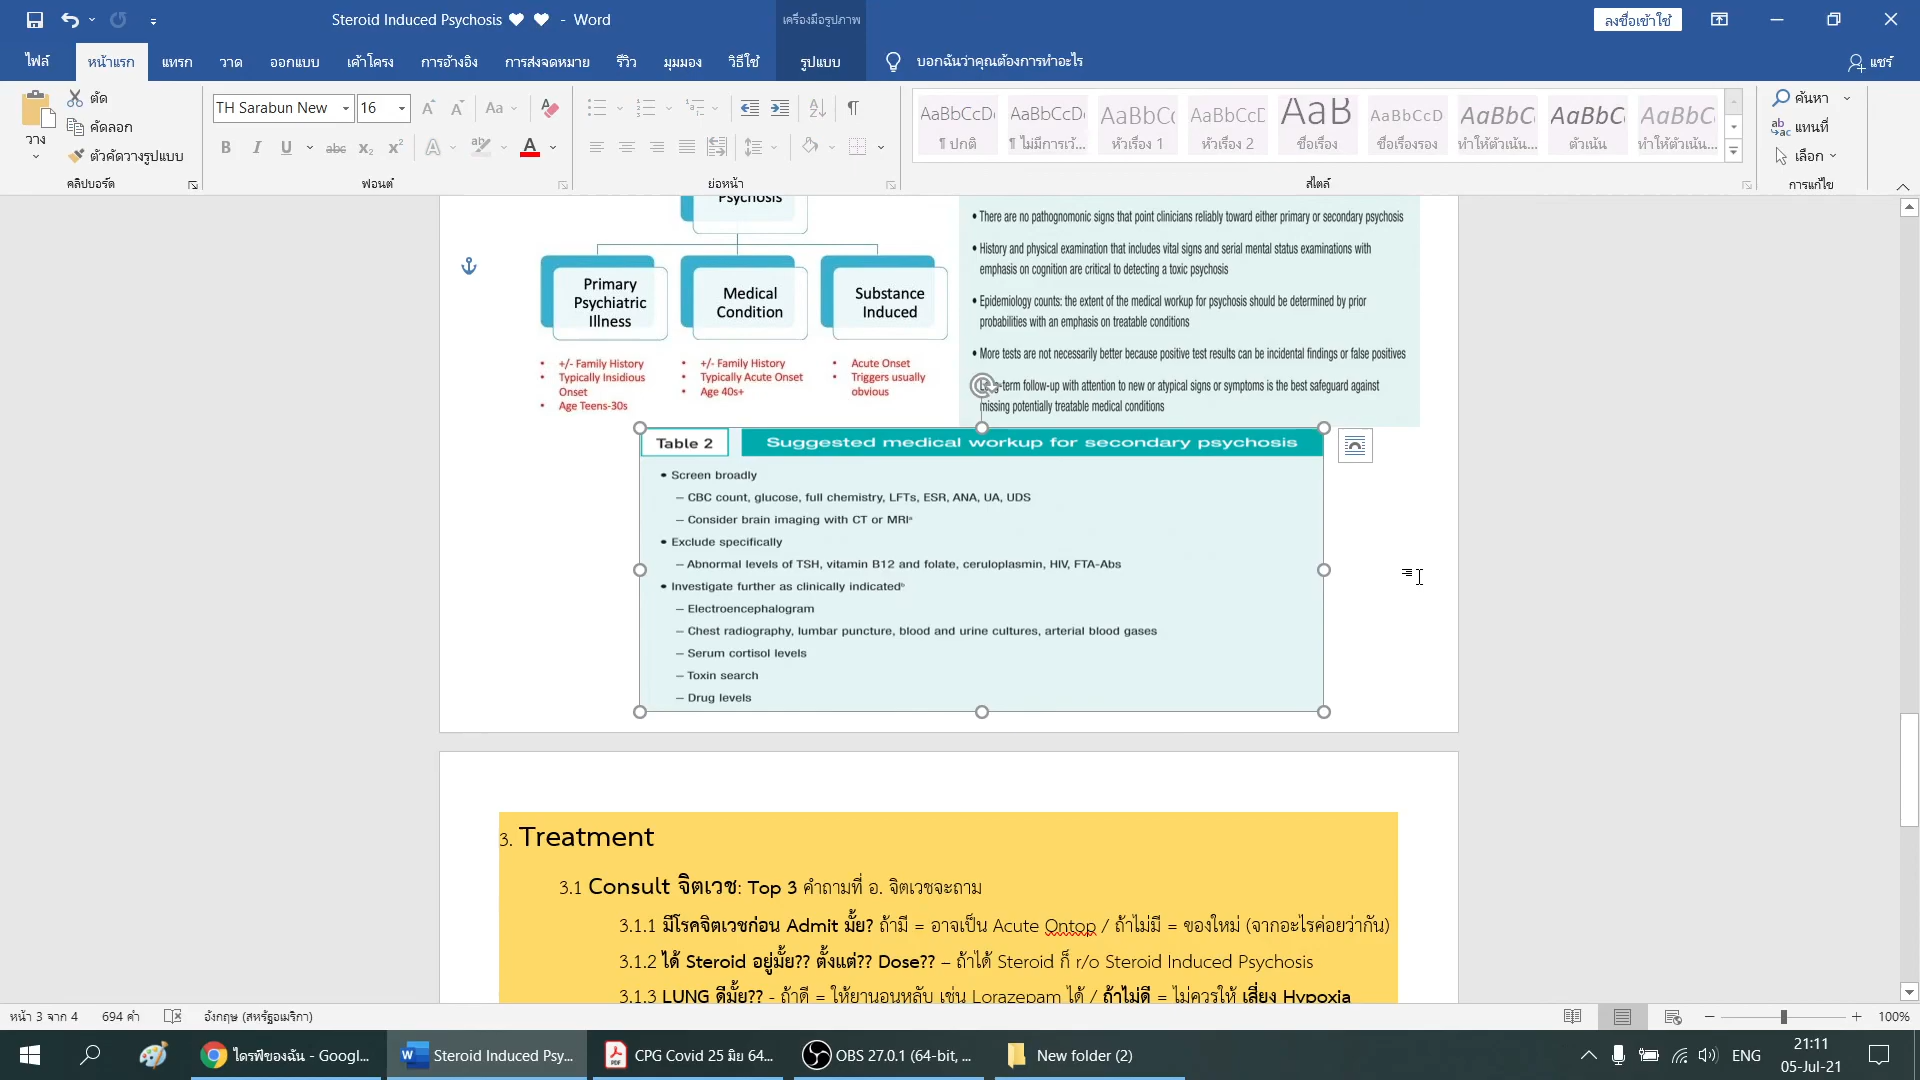 Steroid Induced Psychosis ♥ ♥ - Word
เครื่องมือรูปภาพ
ลงชื่อเข้าใช้
ไฟล์
หน้าแรก
แทรก
วาด
ออกแบบ
เค้าโครง
การอ้างอิง
การส่งจดหมาย
รีวิว
มุมมอง
วิธีใช้
รูปแบบ
บอกฉันว่าคุณต้องการทำอะไร
แชร์
วาง
ตัด
คัดลอก
ตัวคัดวางรูปแบบ
คลิปบอร์ด
TH Sarabun New
16
B I U abc x₂ x²
ฟอนต์
ย่อหน้า
AaBbCcDı
¶ ปกติ
AaBbCcDı
¶ ไม่มีการเว้...
AaBbCc
หัวเรื่อง 1
AaBbCcD
หัวเรื่อง 2
AaB
ชื่อเรื่อง
AaBbCcD
ชื่อเรื่องรอง
AaBbC
ทำให้ตัวเน้น...
AaBbC
ตัวเน้น
AaBbC
ทำให้ตัวเน้น...
สไตล์
ค้นหา
แทนที่
เลือก
การแก้ไข
Psychosis
Primary Psychiatric Illness
Medical Condition
Substance Induced
• +/- Family History
• Typically Insidious Onset
• Age Teens-30s
• +/- Family History
• Typically Acute Onset
• Age 40s+
• Acute Onset
• Triggers usually obvious
• There are no pathognomonic signs that point clinicians reliably toward either primary or secondary psychosis
• History and physical examination that includes vital signs and serial mental status examinations with
emphasis on cognition are critical to detecting a toxic psychosis
• Epidemiology counts: the extent of the medical workup for psychosis should be determined by prior
probabilities with an emphasis on treatable conditions
• More tests are not necessarily better because positive test results can be incidental findings or false positives
-term follow-up with attention to new or atypical signs or symptoms is the best safeguard against
missing potentially treatable medical conditions
Table 2 Suggested medical workup for secondary psychosis
• Screen broadly
– CBC count, glucose, full chemistry, LFTs, ESR, ANA, UA, UDS
– Consider brain imaging with CT or MRIᵃ
• Exclude specifically
– Abnormal levels of TSH, vitamin B12 and folate, ceruloplasmin, HIV, FTA-Abs
• Investigate further as clinically indicatedᵇ
– Electroencephalogram
– Chest radiography, lumbar puncture, blood and urine cultures, arterial blood gases
– Serum cortisol levels
– Toxin search
– Drug levels
3. Treatment
3.1 Consult จิตเวช: Top 3 คำถามที่ อ. จิตเวชจะถาม
3.1.1 มีโรคจิตเวชก่อน Admit มั้ย? ถ้ามี = อาจเป็น Acute Ontop / ถ้าไม่มี = ของใหม่ (จากอะไรค่อยว่ากัน)
3.1.2 ได้ Steroid อยู่มั้ย?? ตั้งแต่?? Dose?? – ถ้าได้ Steroid ก็ r/o Steroid Induced Psychosis
3.1.3 LUNG ดีมั้ย?? - ถ้าดี = ให้ยานอนหลับ เช่น Lorazepam ได้ / ถ้าไม่ดี = ไม่ควรให้ เสี่ยง Hypoxia
หน้า 3 จาก 4
694 คำ
อังกฤษ (สหรัฐอเมริกา)
100%
ไดรฟ์ของฉัน - Googl...
Steroid Induced Psy...
CPG Covid 25 มิย 64...
OBS 27.0.1 (64-bit, ...
New folder (2)
ENG
21:11
05-Jul-21